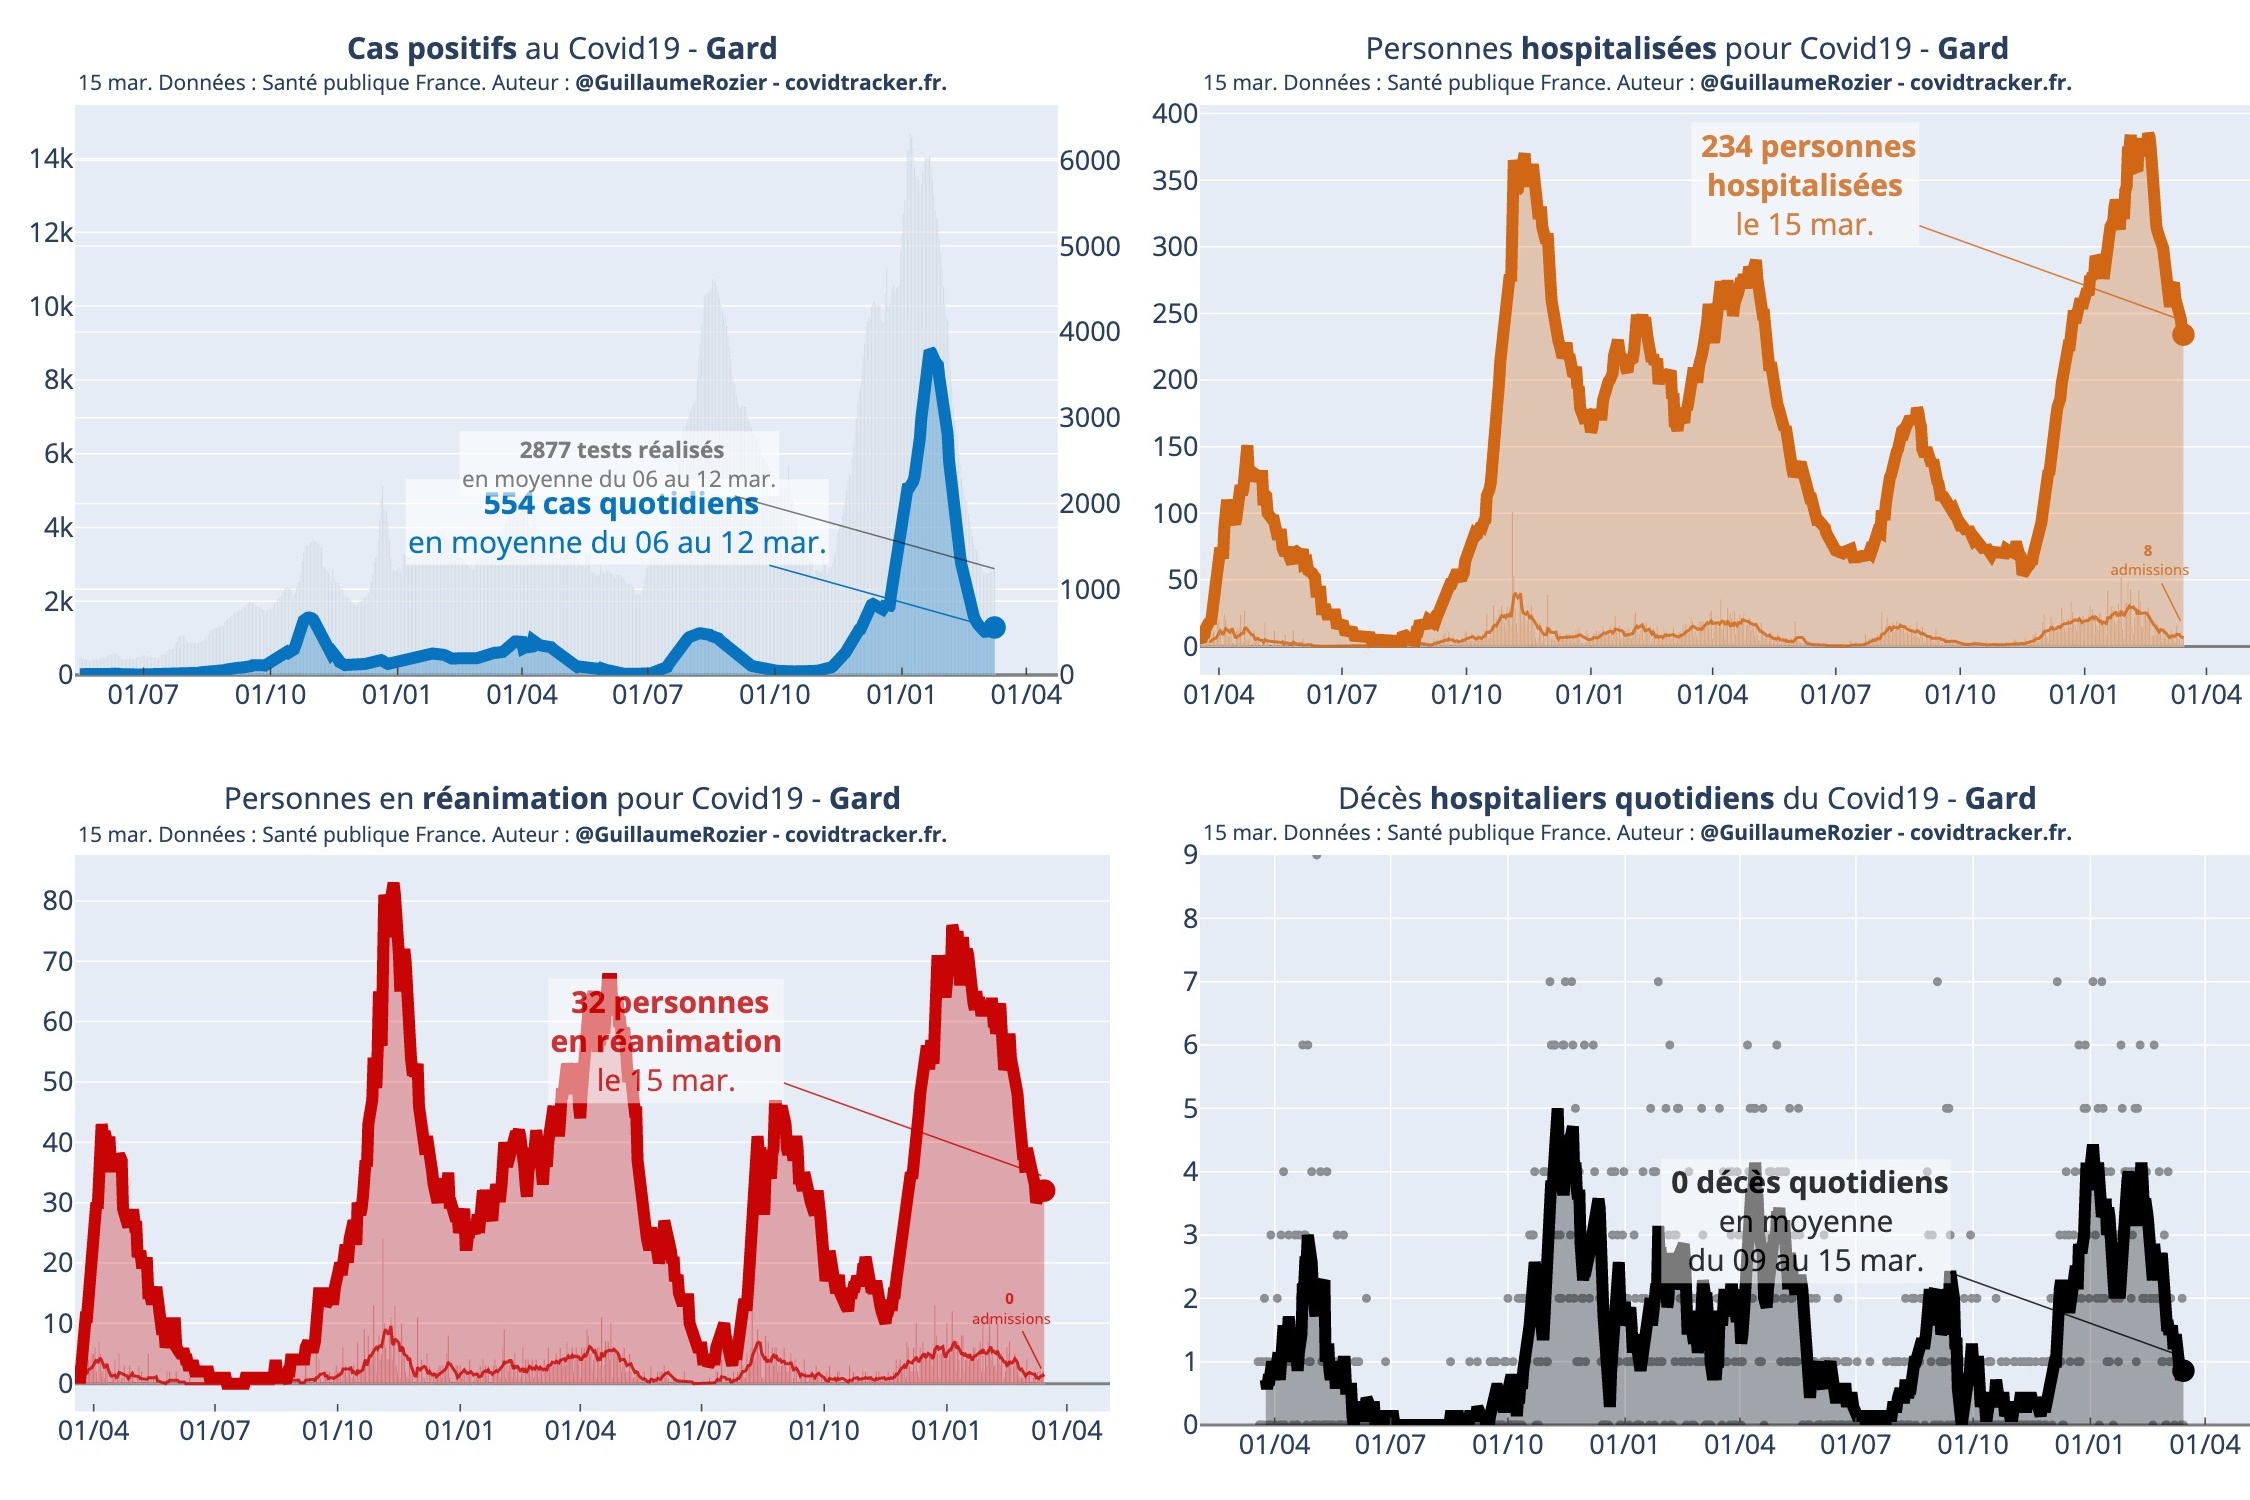 Cas positifs au Covid19 - Gard
15 mar. Données : Santé publique France. Auteur : @GuillaumeRozier - covidtracker.fr.
14k
12k
10k
8k
6k
4k
2k
0
6000
5000
4000
3000
2000
1000
0
2877 tests réalisés
en moyenne du 06 au 12 mar.
554 cas quotidiens
en moyenne du 06 au 12 mar.
01/07 01/10 01/01 01/04 01/07 01/10 01/01 01/04
Personnes hospitalisées pour Covid19 - Gard
15 mar. Données : Santé publique France. Auteur : @GuillaumeRozier - covidtracker.fr.
400
350
300
250
200
150
100
50
0
234 personnes
hospitalisées
le 15 mar.
8
admissions
01/04 01/07 01/10 01/01 01/04 01/07 01/10 01/01 01/04
Personnes en réanimation pour Covid19 - Gard
15 mar. Données : Santé publique France. Auteur : @GuillaumeRozier - covidtracker.fr.
80
70
60
50
40
30
20
10
0
32 personnes
en réanimation
le 15 mar.
0
admissions
01/04 01/07 01/10 01/01 01/04 01/07 01/10 01/01 01/04
Décès hospitaliers quotidiens du Covid19 - Gard
15 mar. Données : Santé publique France. Auteur : @GuillaumeRozier - covidtracker.fr.
9
8
7
6
5
4
3
2
1
0
0 décès quotidiens
en moyenne
du 09 au 15 mar.
01/04 01/07 01/10 01/01 01/04 01/07 01/10 01/01 01/04